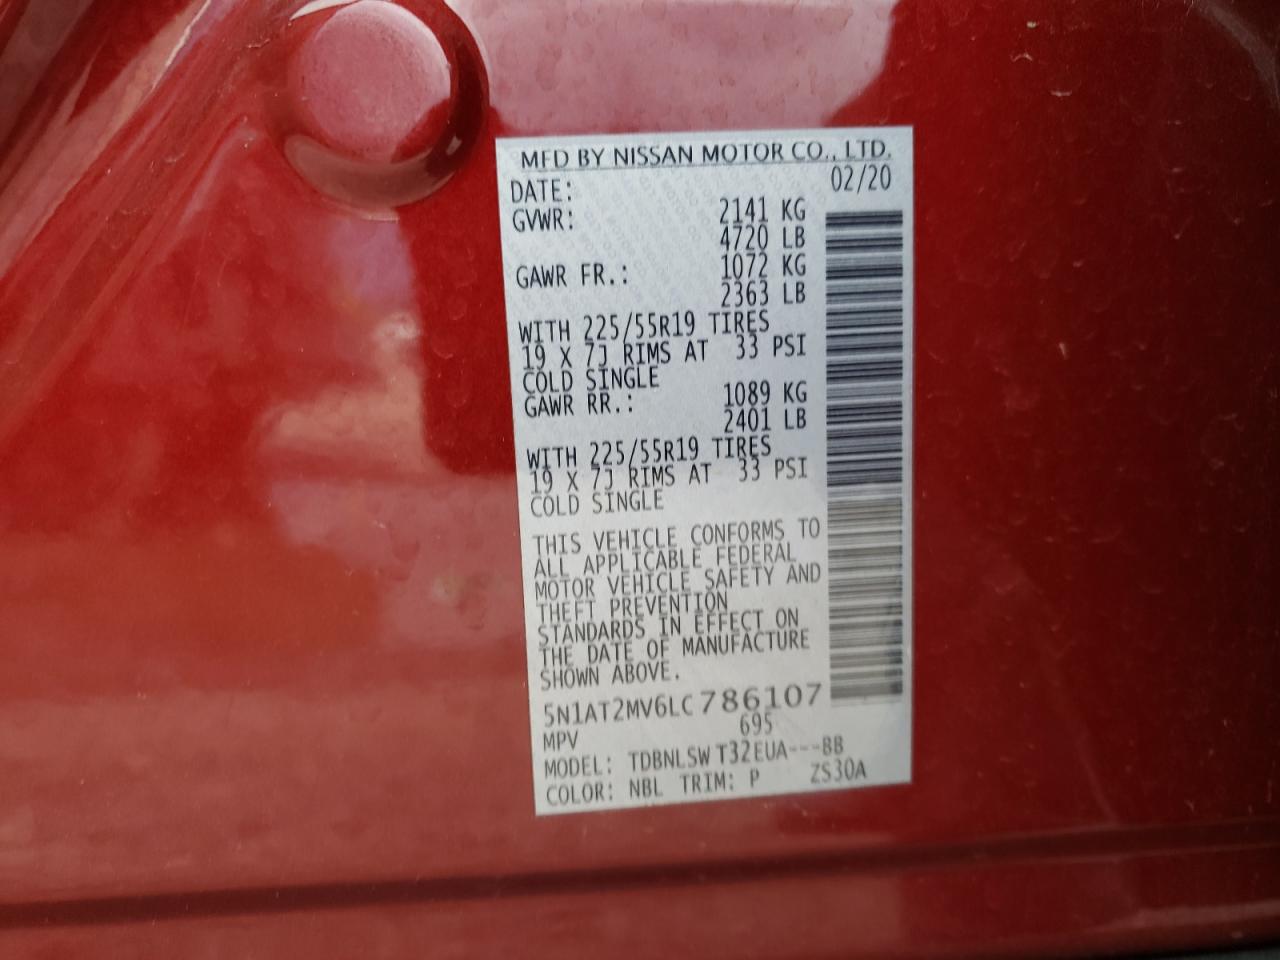 MFD BY NISSAN MOTOR CO., LTD.
DATE: 02/20
GVWR: 2141 KG
4720 LB
GAWR FR.: 1072 KG
2363 LB
WITH 225/55R19 TIRES
19 X 7J RIMS AT 33 PSI
COLD SINGLE
GAWR RR.: 1089 KG
2401 LB
WITH 225/55R19 TIRES
19 X 7J RIMS AT 33 PSI
COLD SINGLE
THIS VEHICLE CONFORMS TO
ALL APPLICABLE FEDERAL
MOTOR VEHICLE SAFETY AND
THEFT PREVENTION
STANDARDS IN EFFECT ON
THE DATE OF MANUFACTURE
SHOWN ABOVE.
5N1AT2MV6LC786107
MPV 695
MODEL: TDBNLSW T32EUA---BB
COLOR: NBL TRIM: P ZS30A